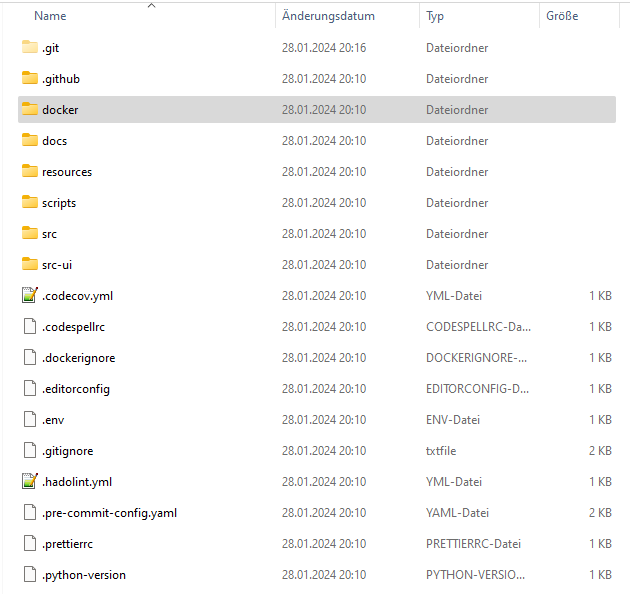 Name Änderungsdatum Typ Größe
.git 28.01.2024 20:16 Dateiordner
.github 28.01.2024 20:10 Dateiordner
docker 28.01.2024 20:10 Dateiordner
docs 28.01.2024 20:10 Dateiordner
resources 28.01.2024 20:10 Dateiordner
scripts 28.01.2024 20:10 Dateiordner
src 28.01.2024 20:10 Dateiordner
src-ui 28.01.2024 20:10 Dateiordner
.codecov.yml 28.01.2024 20:10 YML-Datei 1 KB
.codespellrc 28.01.2024 20:10 CODESPELLRC-Da... 1 KB
.dockerignore 28.01.2024 20:10 DOCKERIGNORE-... 1 KB
.editorconfig 28.01.2024 20:10 EDITORCONFIG-D... 1 KB
.env 28.01.2024 20:10 ENV-Datei 1 KB
.gitignore 28.01.2024 20:10 txtfile 2 KB
.hadolint.yml 28.01.2024 20:10 YML-Datei 1 KB
.pre-commit-config.yaml 28.01.2024 20:10 YAML-Datei 2 KB
.prettierrc 28.01.2024 20:10 PRETTIERRC-Datei 1 KB
.python-version 28.01.2024 20:10 PYTHON-VERSIO... 1 KB